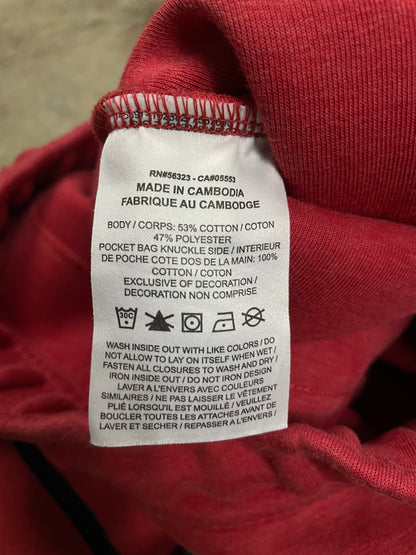 RN#56323 - CA#05553
MADE IN CAMBODIA
FABRIQUE AU CAMBODGE
BODY / CORPS: 53% COTTON / COTON
47% POLYESTER
POCKET BAG KNUCKLE SIDE / INTERIEUR
DE POCHE COTE DOS DE LA MAIN: 100%
COTTON / COTON
EXCLUSIVE OF DECORATION /
DECORATION NON COMPRISE
30C
WASH INSIDE OUT WITH LIKE COLORS / DO
NOT ALLOW TO LAY ON ITSELF WHEN WET /
FASTEN ALL CLOSURES TO WASH AND DRY /
IRON INSIDE OUT / DO NOT IRON DESIGN
LAVER A L'ENVERS AVEC COULEURS
SIMILAIRES / NE PAS LAISSER LE VÊTEMENT
PLIÉ LORSQU'IL EST MOUILLÉ / VEUILLEZ
BOUCLER TOUTES LES ATTACHES AVANT DE
LAVER ET SECHER / REPASSER A L'ENVERS /